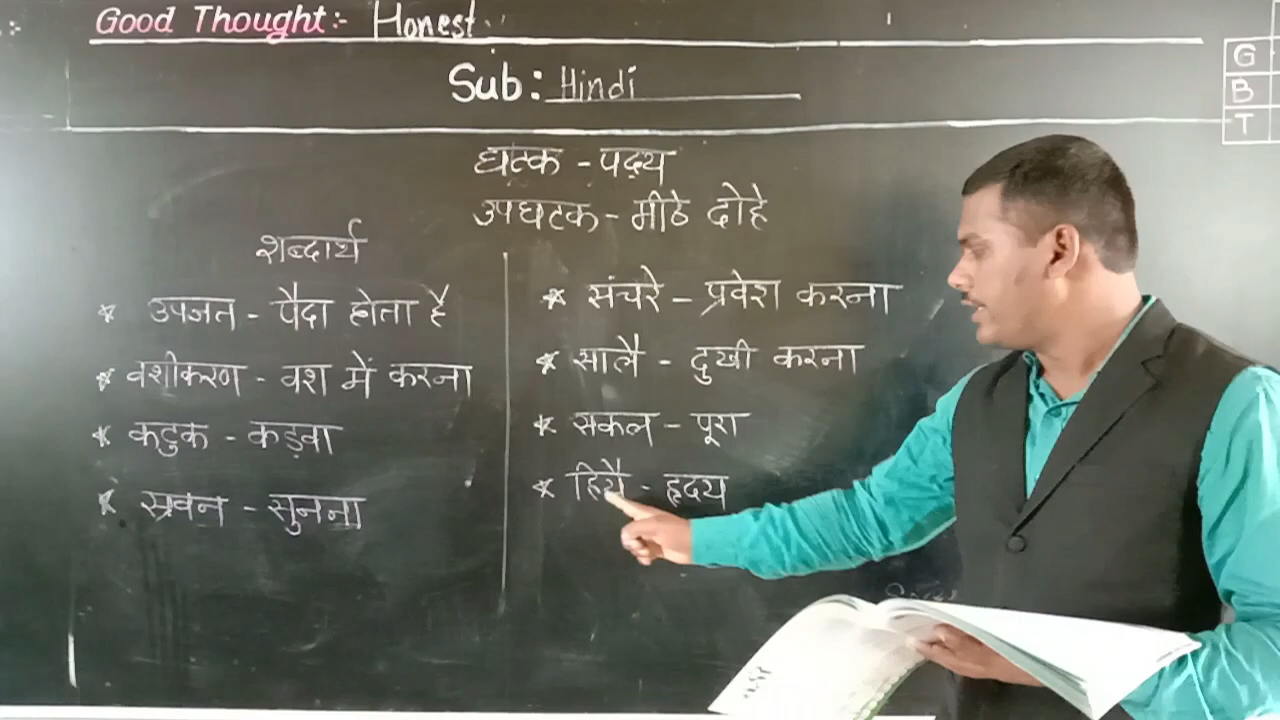 Good Thought:- Honest.
Sub: Hindi
G
B
T
घटक - पद्य
उपघटक - मीठे दोहे
शब्दार्थ
* उपजत - पैदा होता है
* वशीकरण - वश में करना
* कटुक - कड़वा
* स्रवन - सुनना
* संचरे - प्रवेश करना
* सालै - दुखी करना
* सकल - पूरा
* हियै - हृदय